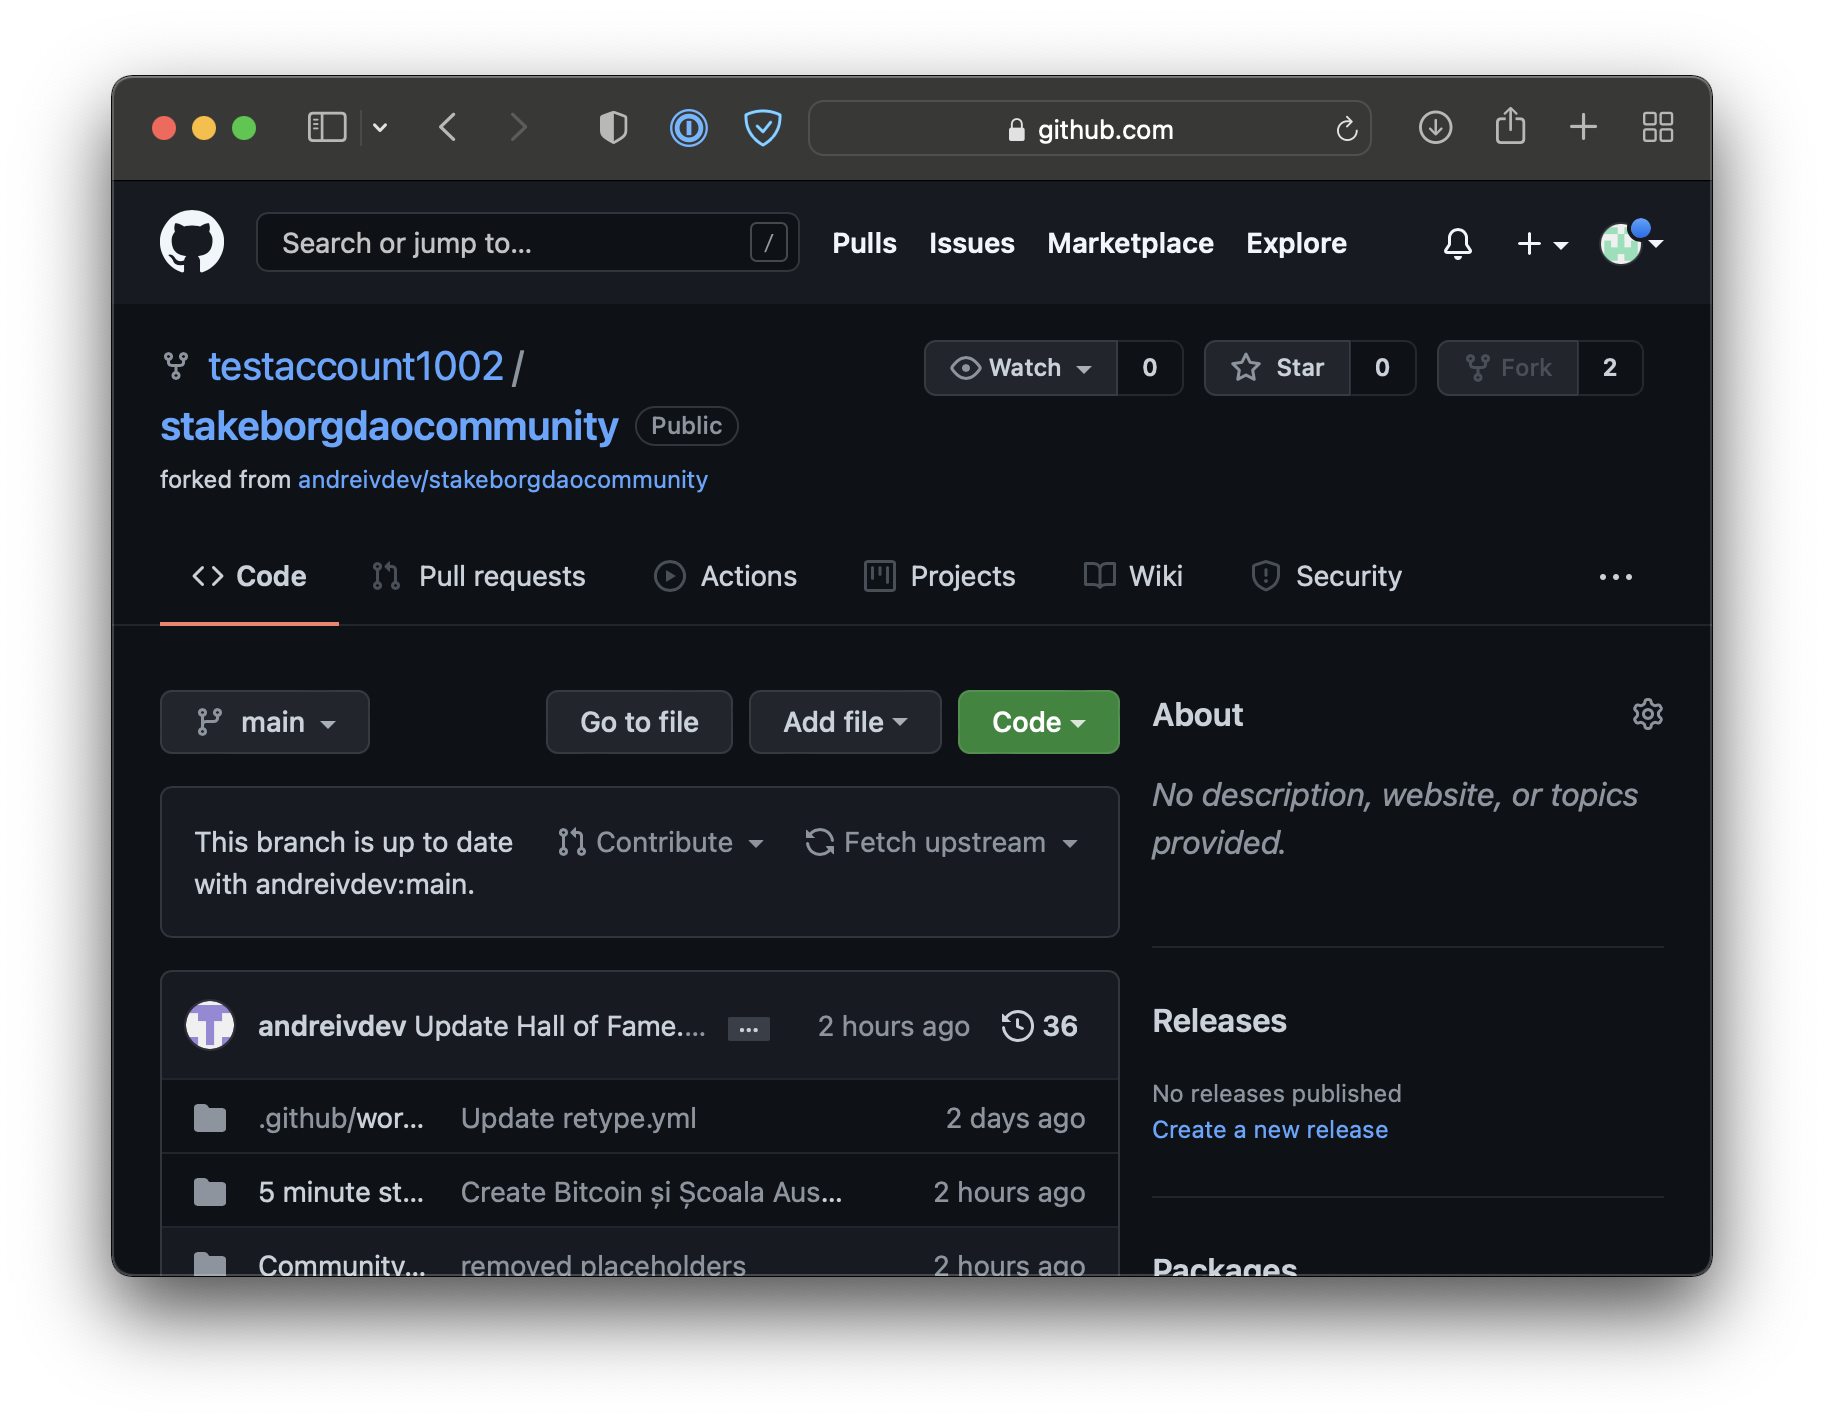 github.com
Search or jump to... /
Pulls Issues Marketplace Explore
testaccount1002 /
stakeborgdaocommunity Public
forked from andreivdev/stakeborgdaocommunity
Watch 0
Star 0
Fork 2
Code
Pull requests
Actions
Projects
Wiki
Security
main
Go to file
Add file
Code
This branch is up to date
with andreivdev:main.
Contribute
Fetch upstream
andreivdev Update Hall of Fame.... ... 2 hours ago 36
.github/wor... Update retype.yml 2 days ago
5 minute st... Create Bitcoin și Școala Aus... 2 hours ago
Community... removed placeholders 2 hours ago
About
No description, website, or topics
provided.
Releases
No releases published
Create a new release
Packages